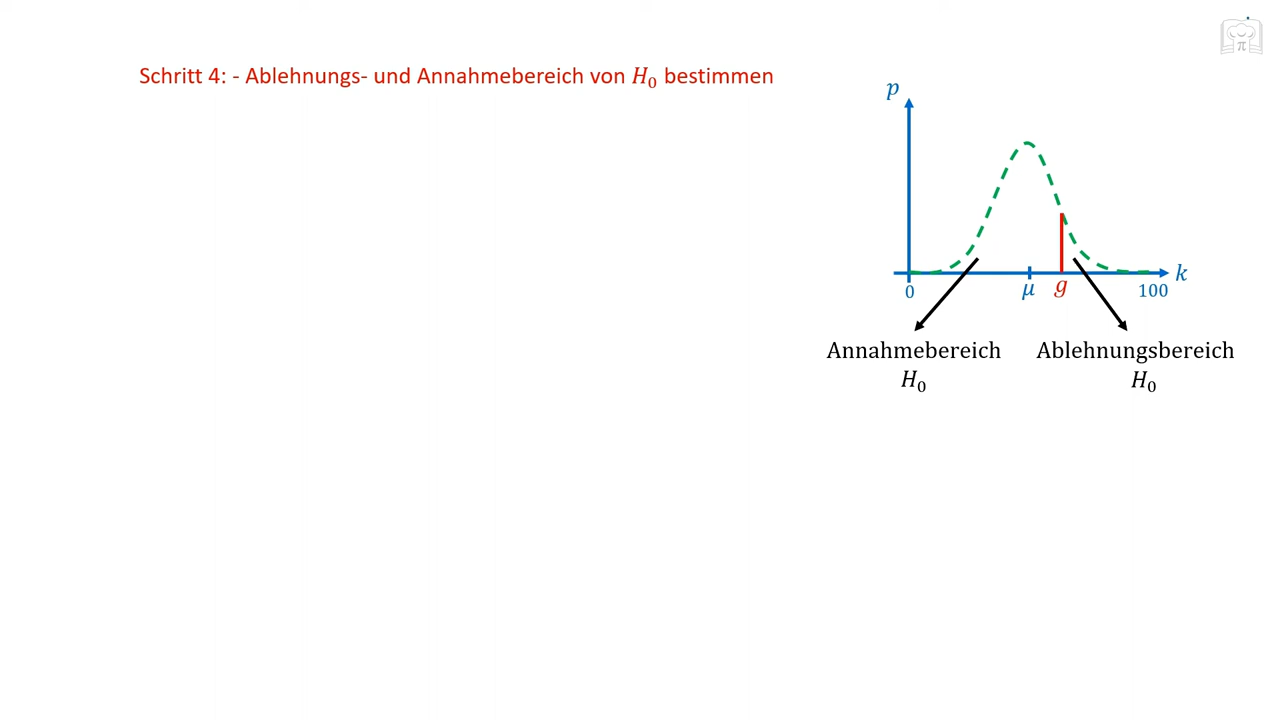 Schritt 4: - Ablehnungs- und Annahmebereich von H₀ bestimmen
p
k
0
μ
g
100
Annahmebereich
H₀
Ablehnungsbereich
H₀
π